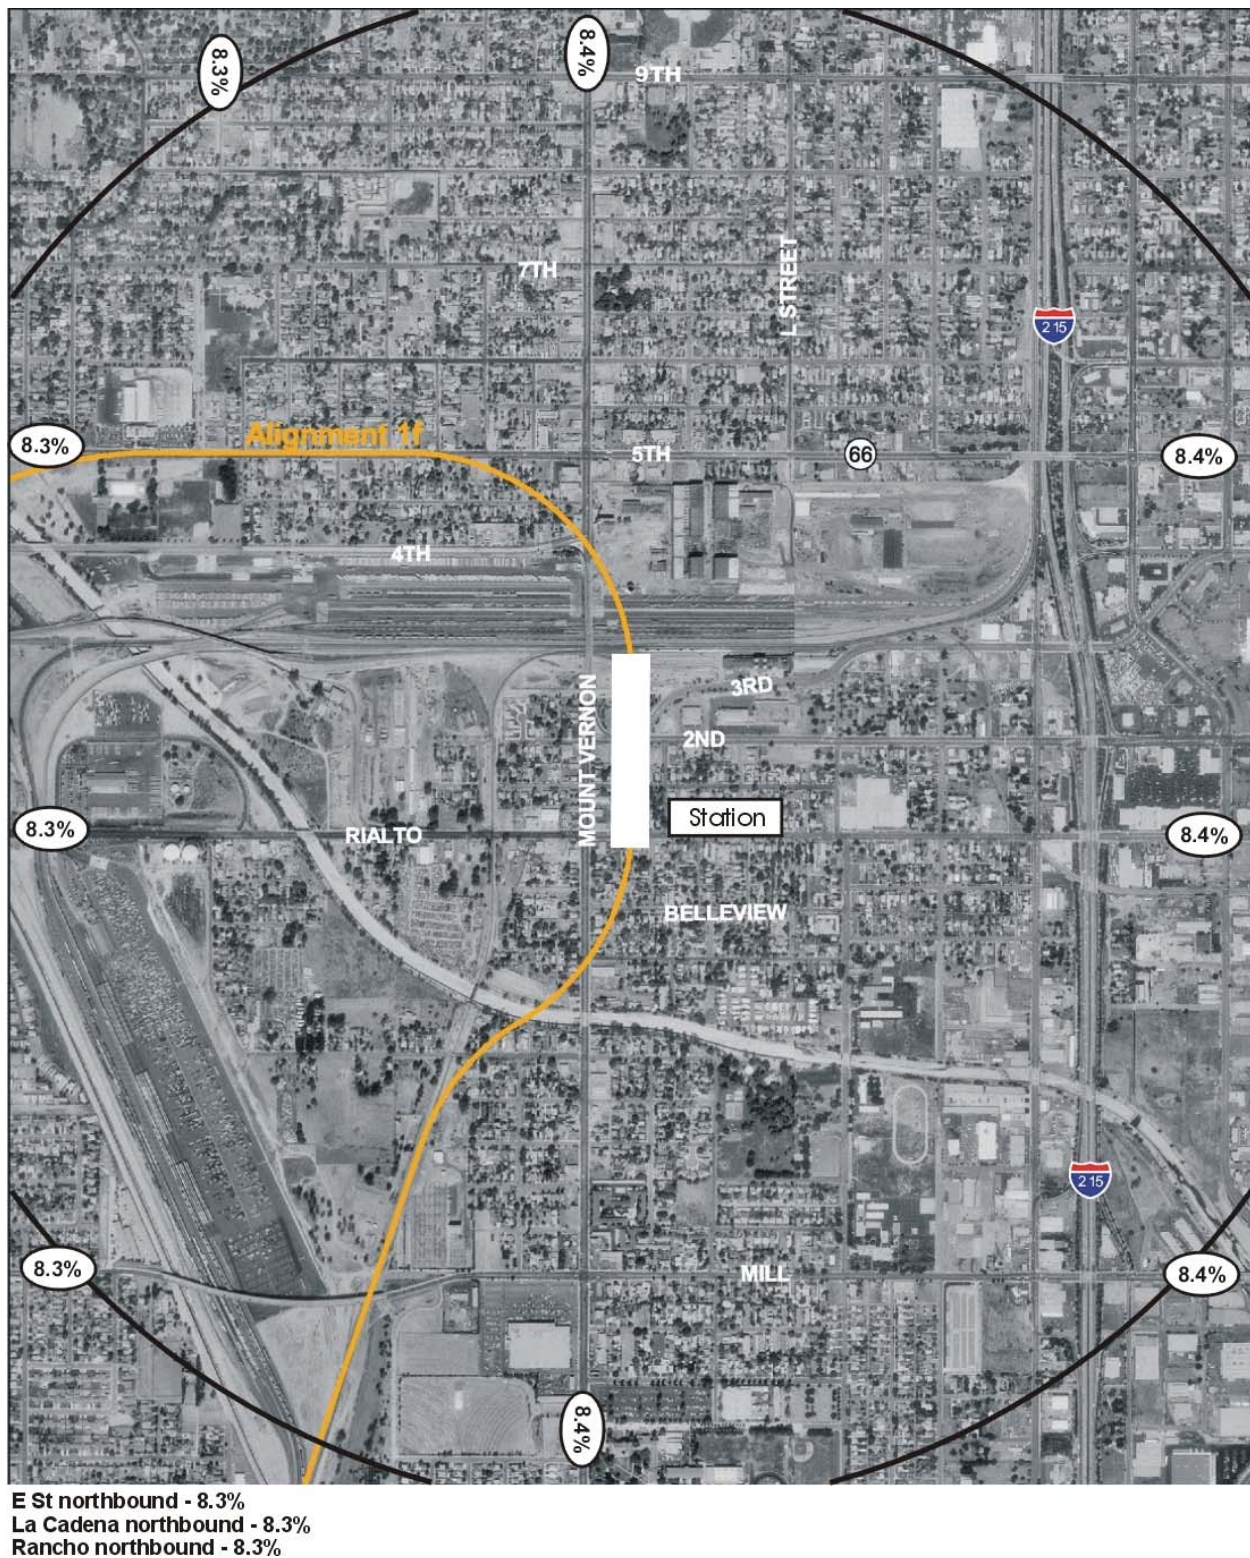 8.3%
8.4%
9TH
L STREET
7TH
215
Alignment 1f
8.3%
5TH
66
8.4%
4TH
MOUNT VERNON
3RD
2ND
Station
8.3%
RIALTO
8.4%
BELLEVIEW
215
8.3%
MILL
8.4%
8.4%
E St northbound - 8.3%
La Cadena northbound - 8.3%
Rancho northbound - 8.3%